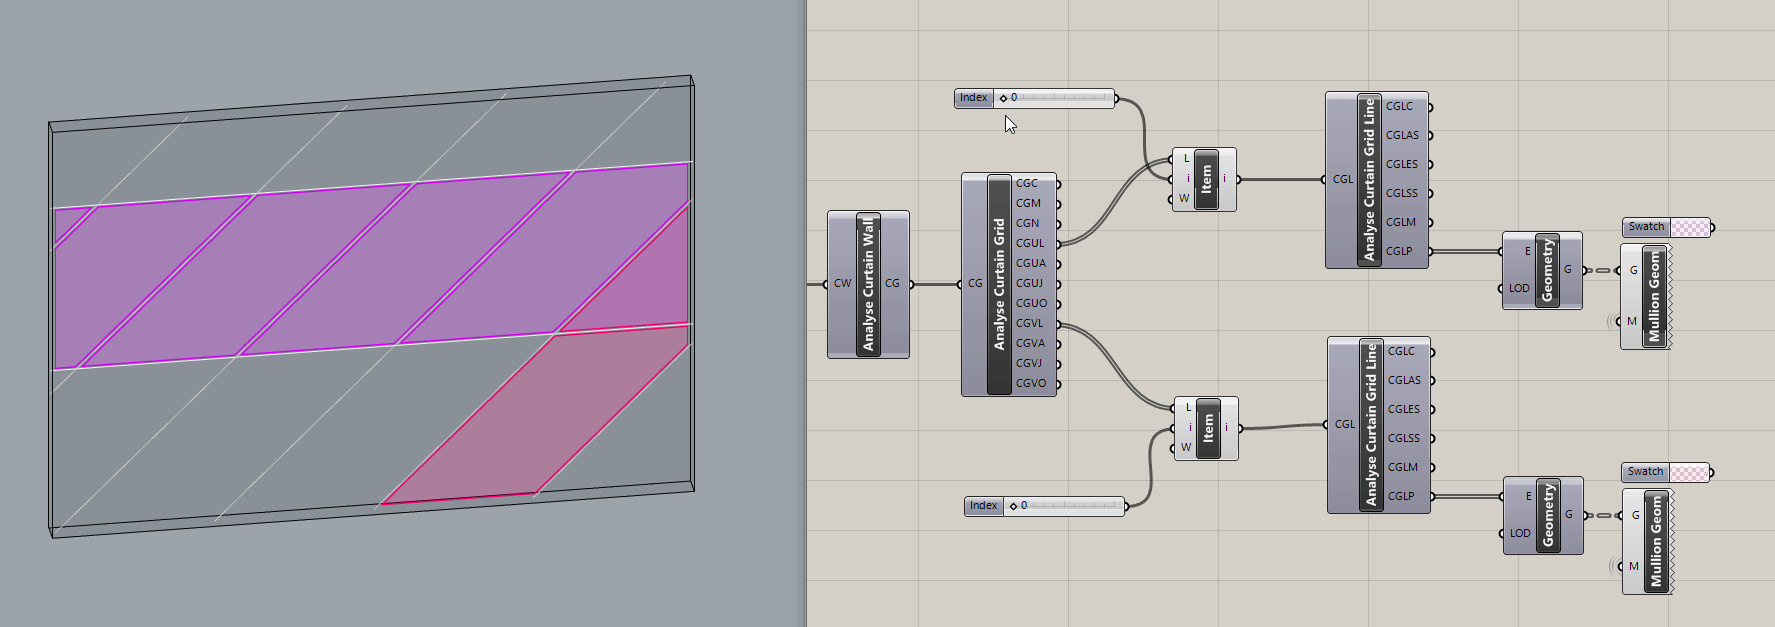 Index 0
CW
Analyse Curtain Wall
CG
CG
Analyse Curtain Grid
CGC
CGM
CGN
CGUL
CGUA
CGUJ
CGUO
CGVL
CGVA
CGVJ
CGVO
L
i
W
Item
i
CGL
Analyse Curtain Grid Line
CGLC
CGLAS
CGLES
CGLSS
CGLM
CGLP
E
LOD
Geometry
G
Swatch
G
M
Mullion Geom
Index 0
L
i
W
Item
i
CGL
Analyse Curtain Grid Line
CGLC
CGLAS
CGLES
CGLSS
CGLM
CGLP
E
LOD
Geometry
G
Swatch
G
M
Mullion Geom